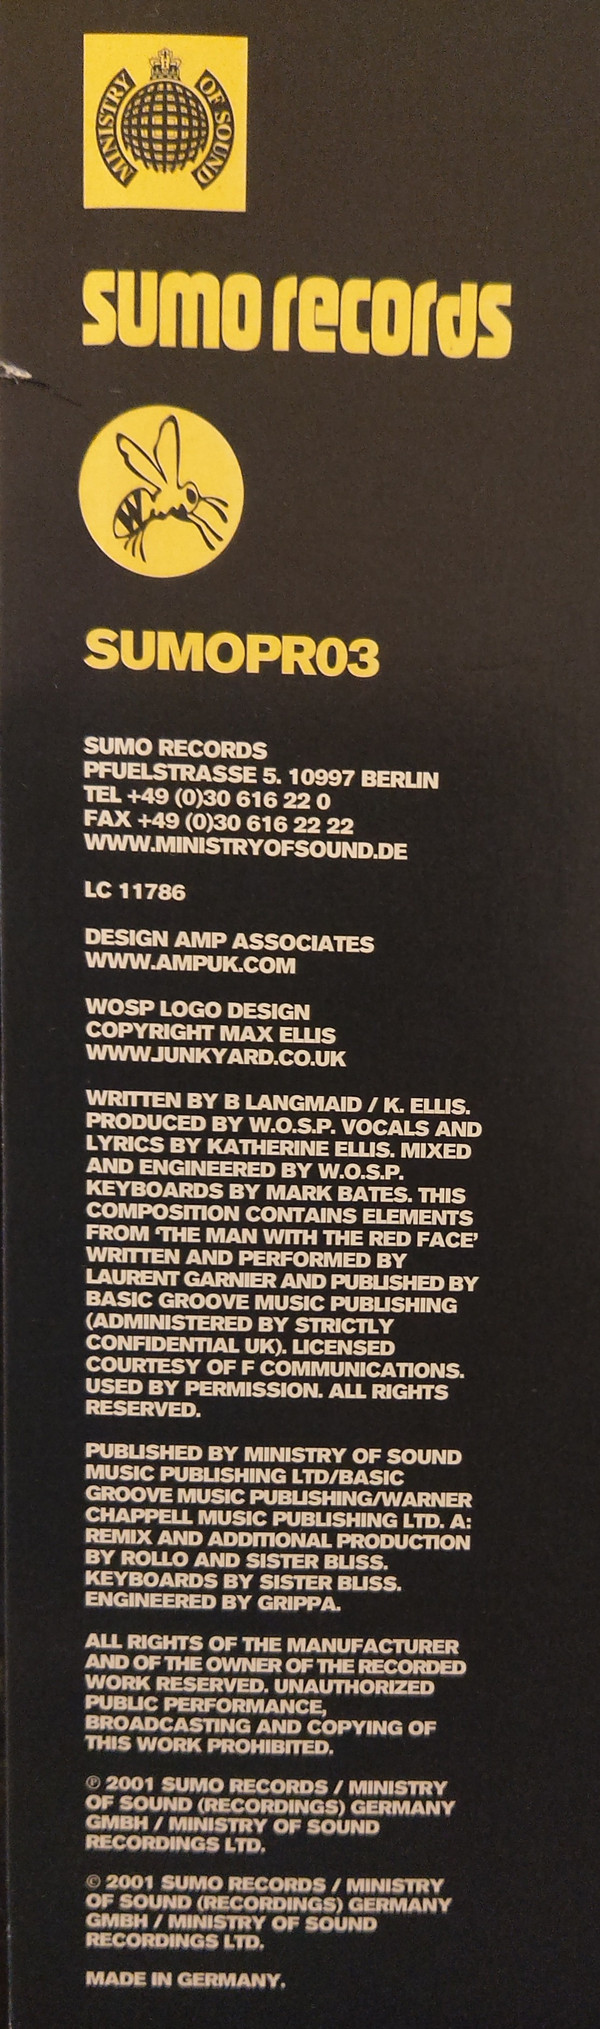 MINISTRY OF SOUND
sumo records
W
SUMOPR03
SUMO RECORDS
PFUELSTRASSE 5. 10997 BERLIN
TEL +49 (0)30 616 22 0
FAX +49 (0)30 616 22 22
WWW.MINISTRYOFSOUND.DE
LC 11786
DESIGN AMP ASSOCIATES
WWW.AMPUK.COM
WOSP LOGO DESIGN
COPYRIGHT MAX ELLIS
WWW.JUNKYARD.CO.UK
WRITTEN BY B LANGMAID / K. ELLIS.
PRODUCED BY W.O.S.P. VOCALS AND
LYRICS BY KATHERINE ELLIS. MIXED
AND ENGINEERED BY W.O.S.P.
KEYBOARDS BY MARK BATES. THIS
COMPOSITION CONTAINS ELEMENTS
FROM ‘THE MAN WITH THE RED FACE’
WRITTEN AND PERFORMED BY
LAURENT GARNIER AND PUBLISHED BY
BASIC GROOVE MUSIC PUBLISHING
(ADMINISTERED BY STRICTLY
CONFIDENTIAL UK). LICENSED
COURTESY OF F COMMUNICATIONS.
USED BY PERMISSION. ALL RIGHTS
RESERVED.
PUBLISHED BY MINISTRY OF SOUND
MUSIC PUBLISHING LTD/BASIC
GROOVE MUSIC PUBLISHING/WARNER
CHAPPELL MUSIC PUBLISHING LTD. A:
REMIX AND ADDITIONAL PRODUCTION
BY ROLLO AND SISTER BLISS.
KEYBOARDS BY SISTER BLISS.
ENGINEERED BY GRIPPA.
ALL RIGHTS OF THE MANUFACTURER
AND OF THE OWNER OF THE RECORDED
WORK RESERVED. UNAUTHORIZED
PUBLIC PERFORMANCE,
BROADCASTING AND COPYING OF
THIS WORK PROHIBITED.
℗ 2001 SUMO RECORDS / MINISTRY
OF SOUND (RECORDINGS) GERMANY
GMBH / MINISTRY OF SOUND
RECORDINGS LTD.
© 2001 SUMO RECORDS / MINISTRY
OF SOUND (RECORDINGS) GERMANY
GMBH / MINISTRY OF SOUND
RECORDINGS LTD.
MADE IN GERMANY.